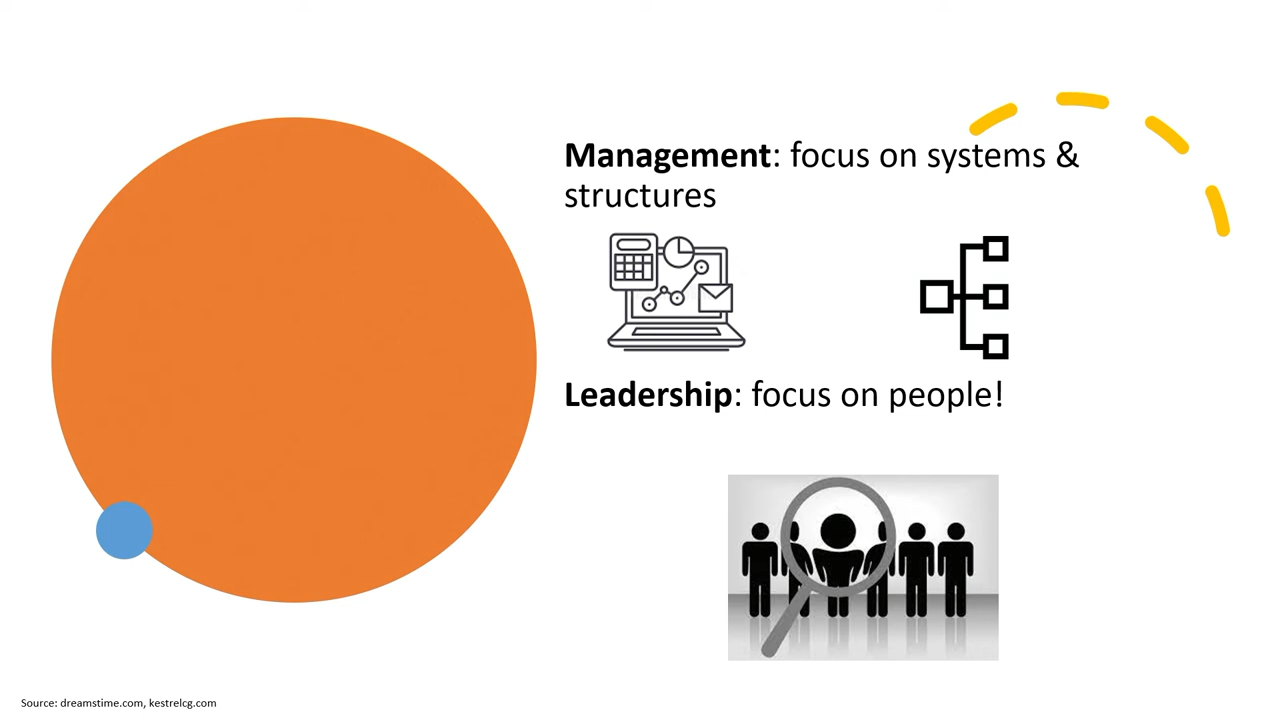 Management: focus on systems &
structures
Leadership: focus on people!
Source: dreamstime.com, kestrelcg.com